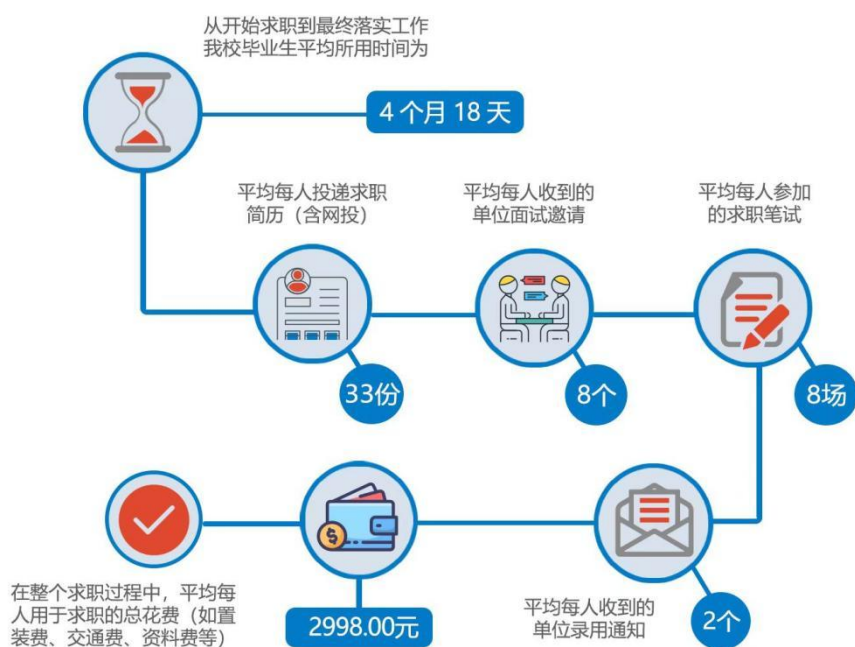 从开始求职到最终落实工作
我校毕业生平均所用时间为
4 个月 18 天
平均每人投递求职
简历（含网投）
33份
平均每人收到的
单位面试邀请
8个
平均每人参加
的求职笔试
8场
平均每人收到的
单位录用通知
2个
在整个求职过程中，平均每
人用于求职的总花费（如置
装费、交通费、资料费等）
2998.00元